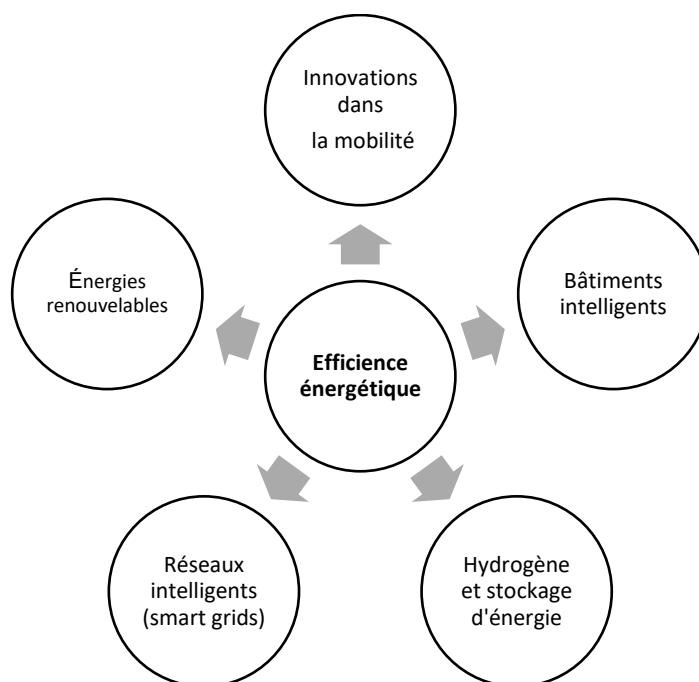 Innovations
dans
la mobilité
Énergies
renouvelables
Bâtiments
intelligents
Efficience
énergétique
Réseaux
intelligents
(smart grids)
Hydrogène
et stockage
d'énergie